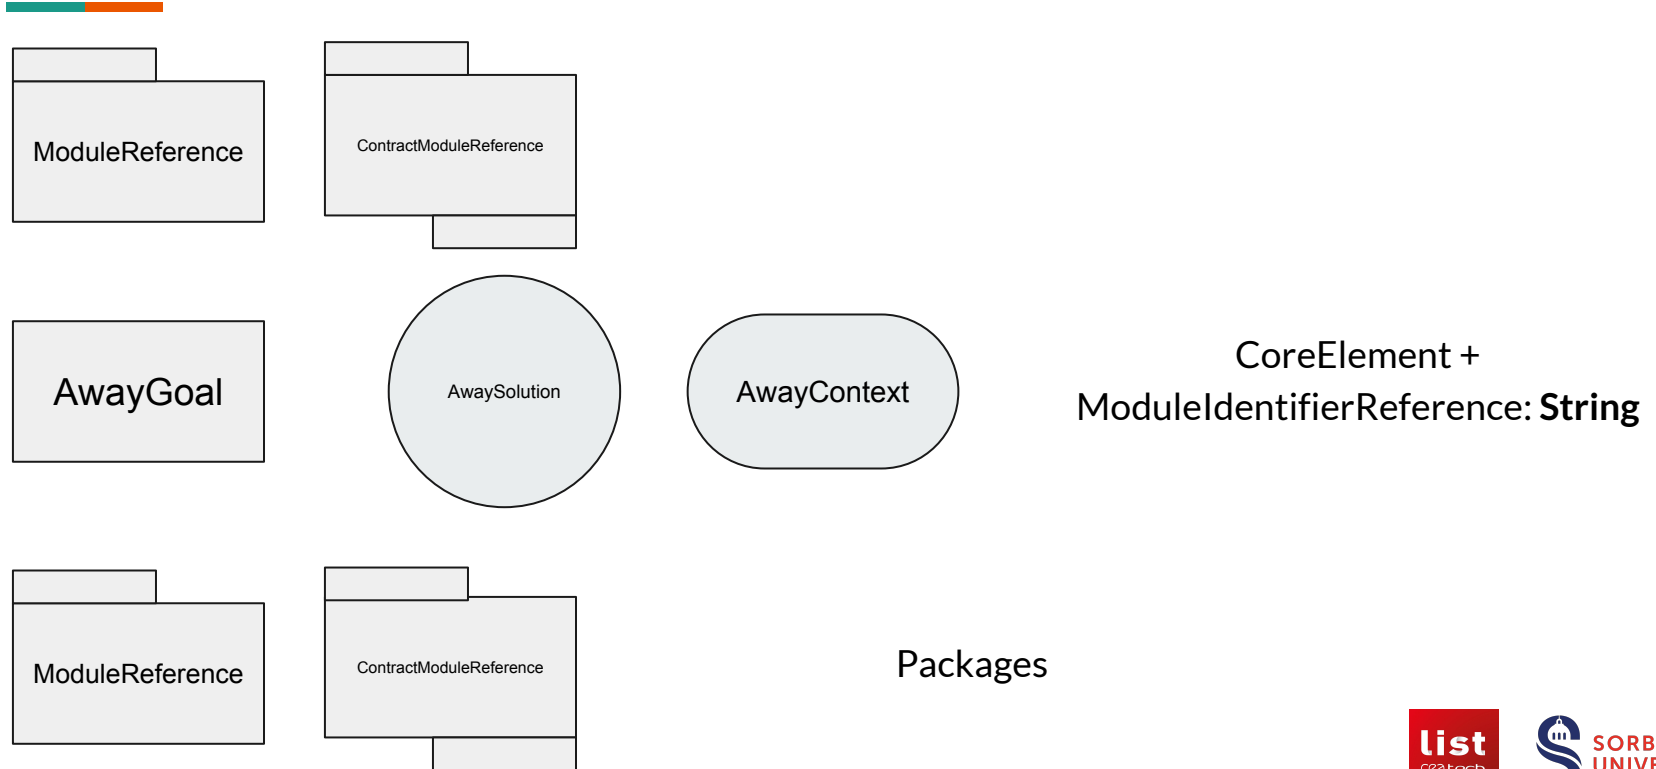 ModuleReference
ContractModuleReference
AwayGoal
AwaySolution
AwayContext
CoreElement +
ModuleIdentifierReference: String
ModuleReference
ContractModuleReference
Packages
list